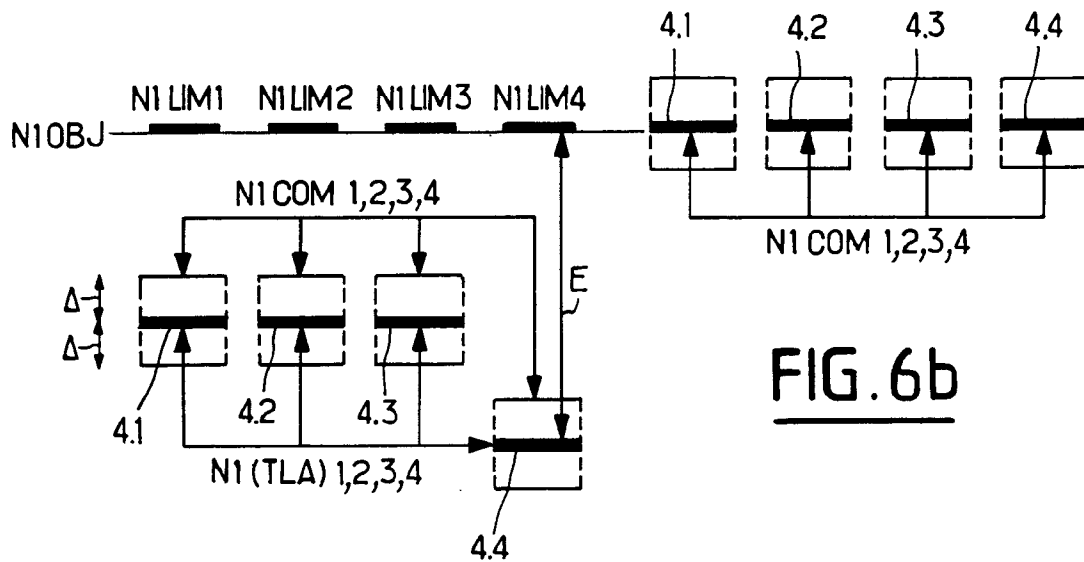 4.1 4.2 4.3 4.4
N1LIM1 N1LIM2 N1LIM3 N1LIM4
N1OBJ
N1COM 1,2,3,4
N1COM 1,2,3,4
Δ
E
Δ
FIG. 6b
4.1 4.2 4.3
N1(TLA) 1,2,3,4
4.4